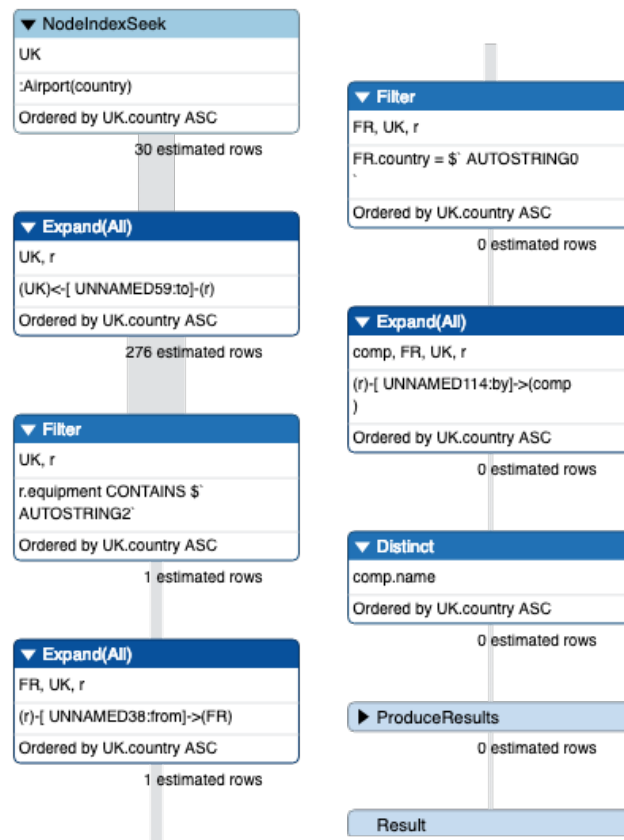 ▼ NodeIndexSeek
UK
:Airport(country)
Ordered by UK.country ASC
30 estimated rows
▼ Expand(All)
UK, r
(UK)<-[ UNNAMED59:to]-(r)
Ordered by UK.country ASC
276 estimated rows
▼ Filter
UK, r
r.equipment CONTAINS $`
AUTOSTRING2`
Ordered by UK.country ASC
1 estimated rows
▼ Expand(All)
FR, UK, r
(r)-[ UNNAMED38:from]->(FR)
Ordered by UK.country ASC
1 estimated rows
▼ Filter
FR, UK, r
FR.country = $` AUTOSTRING0
`
Ordered by UK.country ASC
0 estimated rows
▼ Expand(All)
comp, FR, UK, r
(r)-[ UNNAMED114:by]->(comp
)
Ordered by UK.country ASC
0 estimated rows
▼ Distinct
comp.name
Ordered by UK.country ASC
0 estimated rows
▶ ProduceResults
0 estimated rows
Result